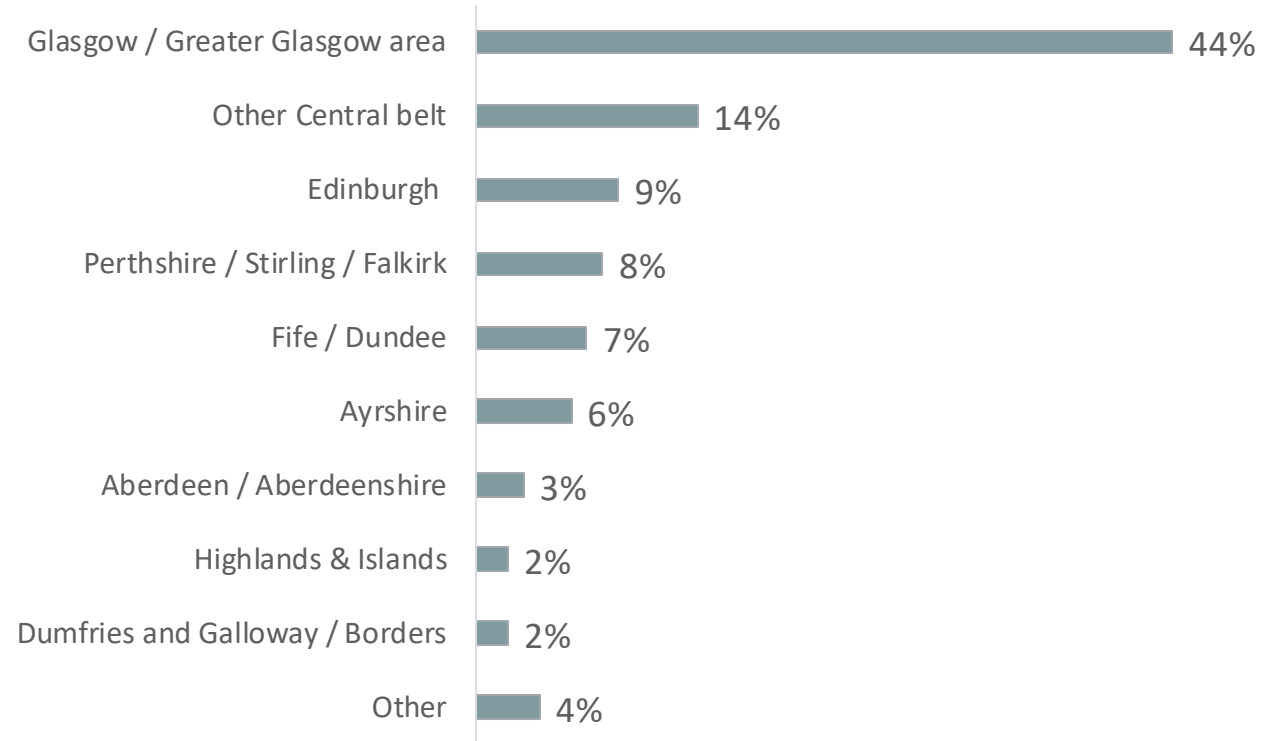 Glasgow / Greater Glasgow area 44%
Other Central belt 14%
Edinburgh 9%
Perthshire / Stirling / Falkirk 8%
Fife / Dundee 7%
Ayrshire 6%
Aberdeen / Aberdeenshire 3%
Highlands & Islands 2%
Dumfries and Galloway / Borders 2%
Other 4%